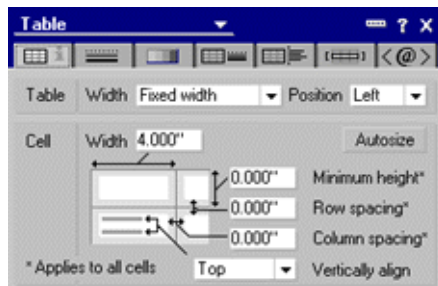 Table ? X
<@>
Table Width Fixed width Position Left
Cell Width 4.000" Autosize
0.000" Minimum height*
0.000" Row spacing*
0.000" Column spacing*
*Applies to all cells Top Vertically align